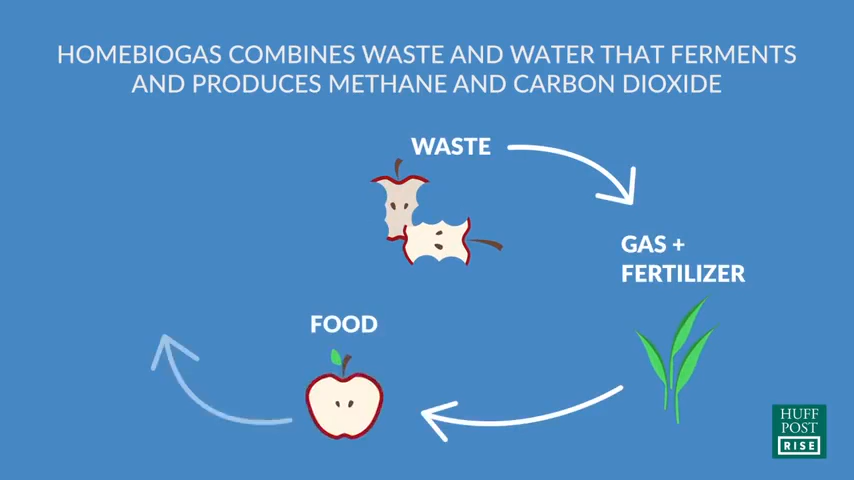 HOMEBIOGAS COMBINES WASTE AND WATER THAT FERMENTS
AND PRODUCES METHANE AND CARBON DIOXIDE
WASTE
GAS +
FERTILIZER
FOOD
HUFF
POST
RISE